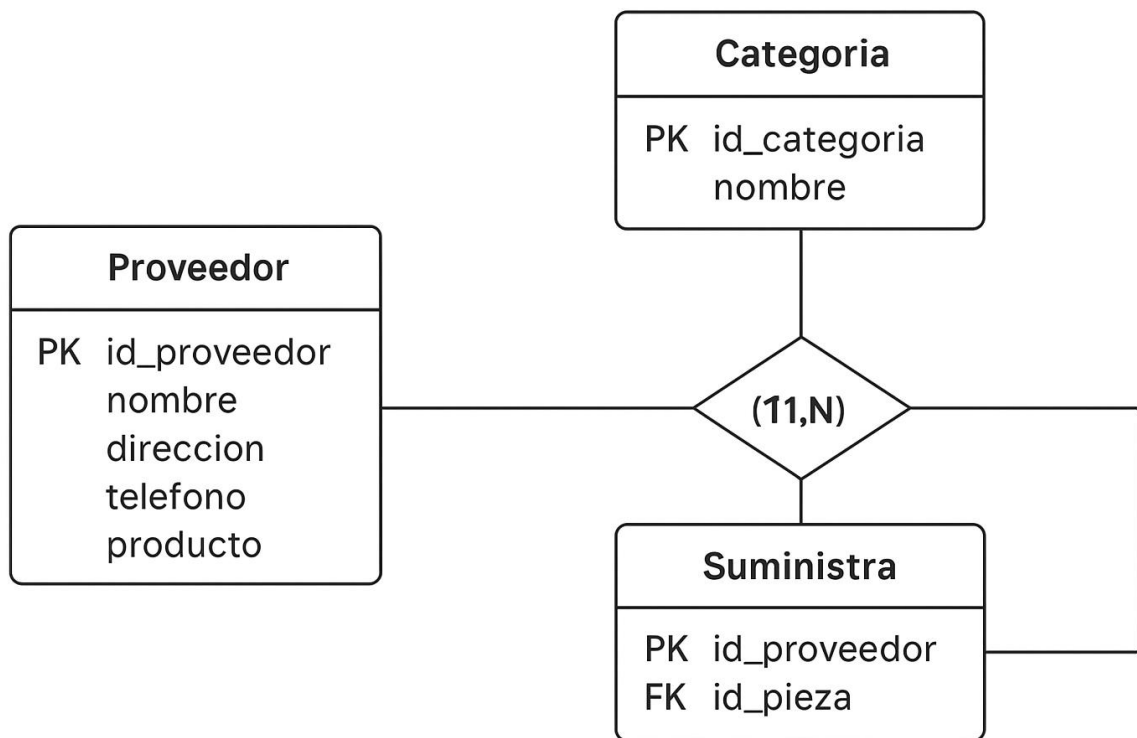 Categoria
PK id_categoria
nombre
Proveedor
PK id_proveedor
nombre
direccion
telefono
producto
(11,N)
Suministra
PK id_proveedor
FK id_pieza